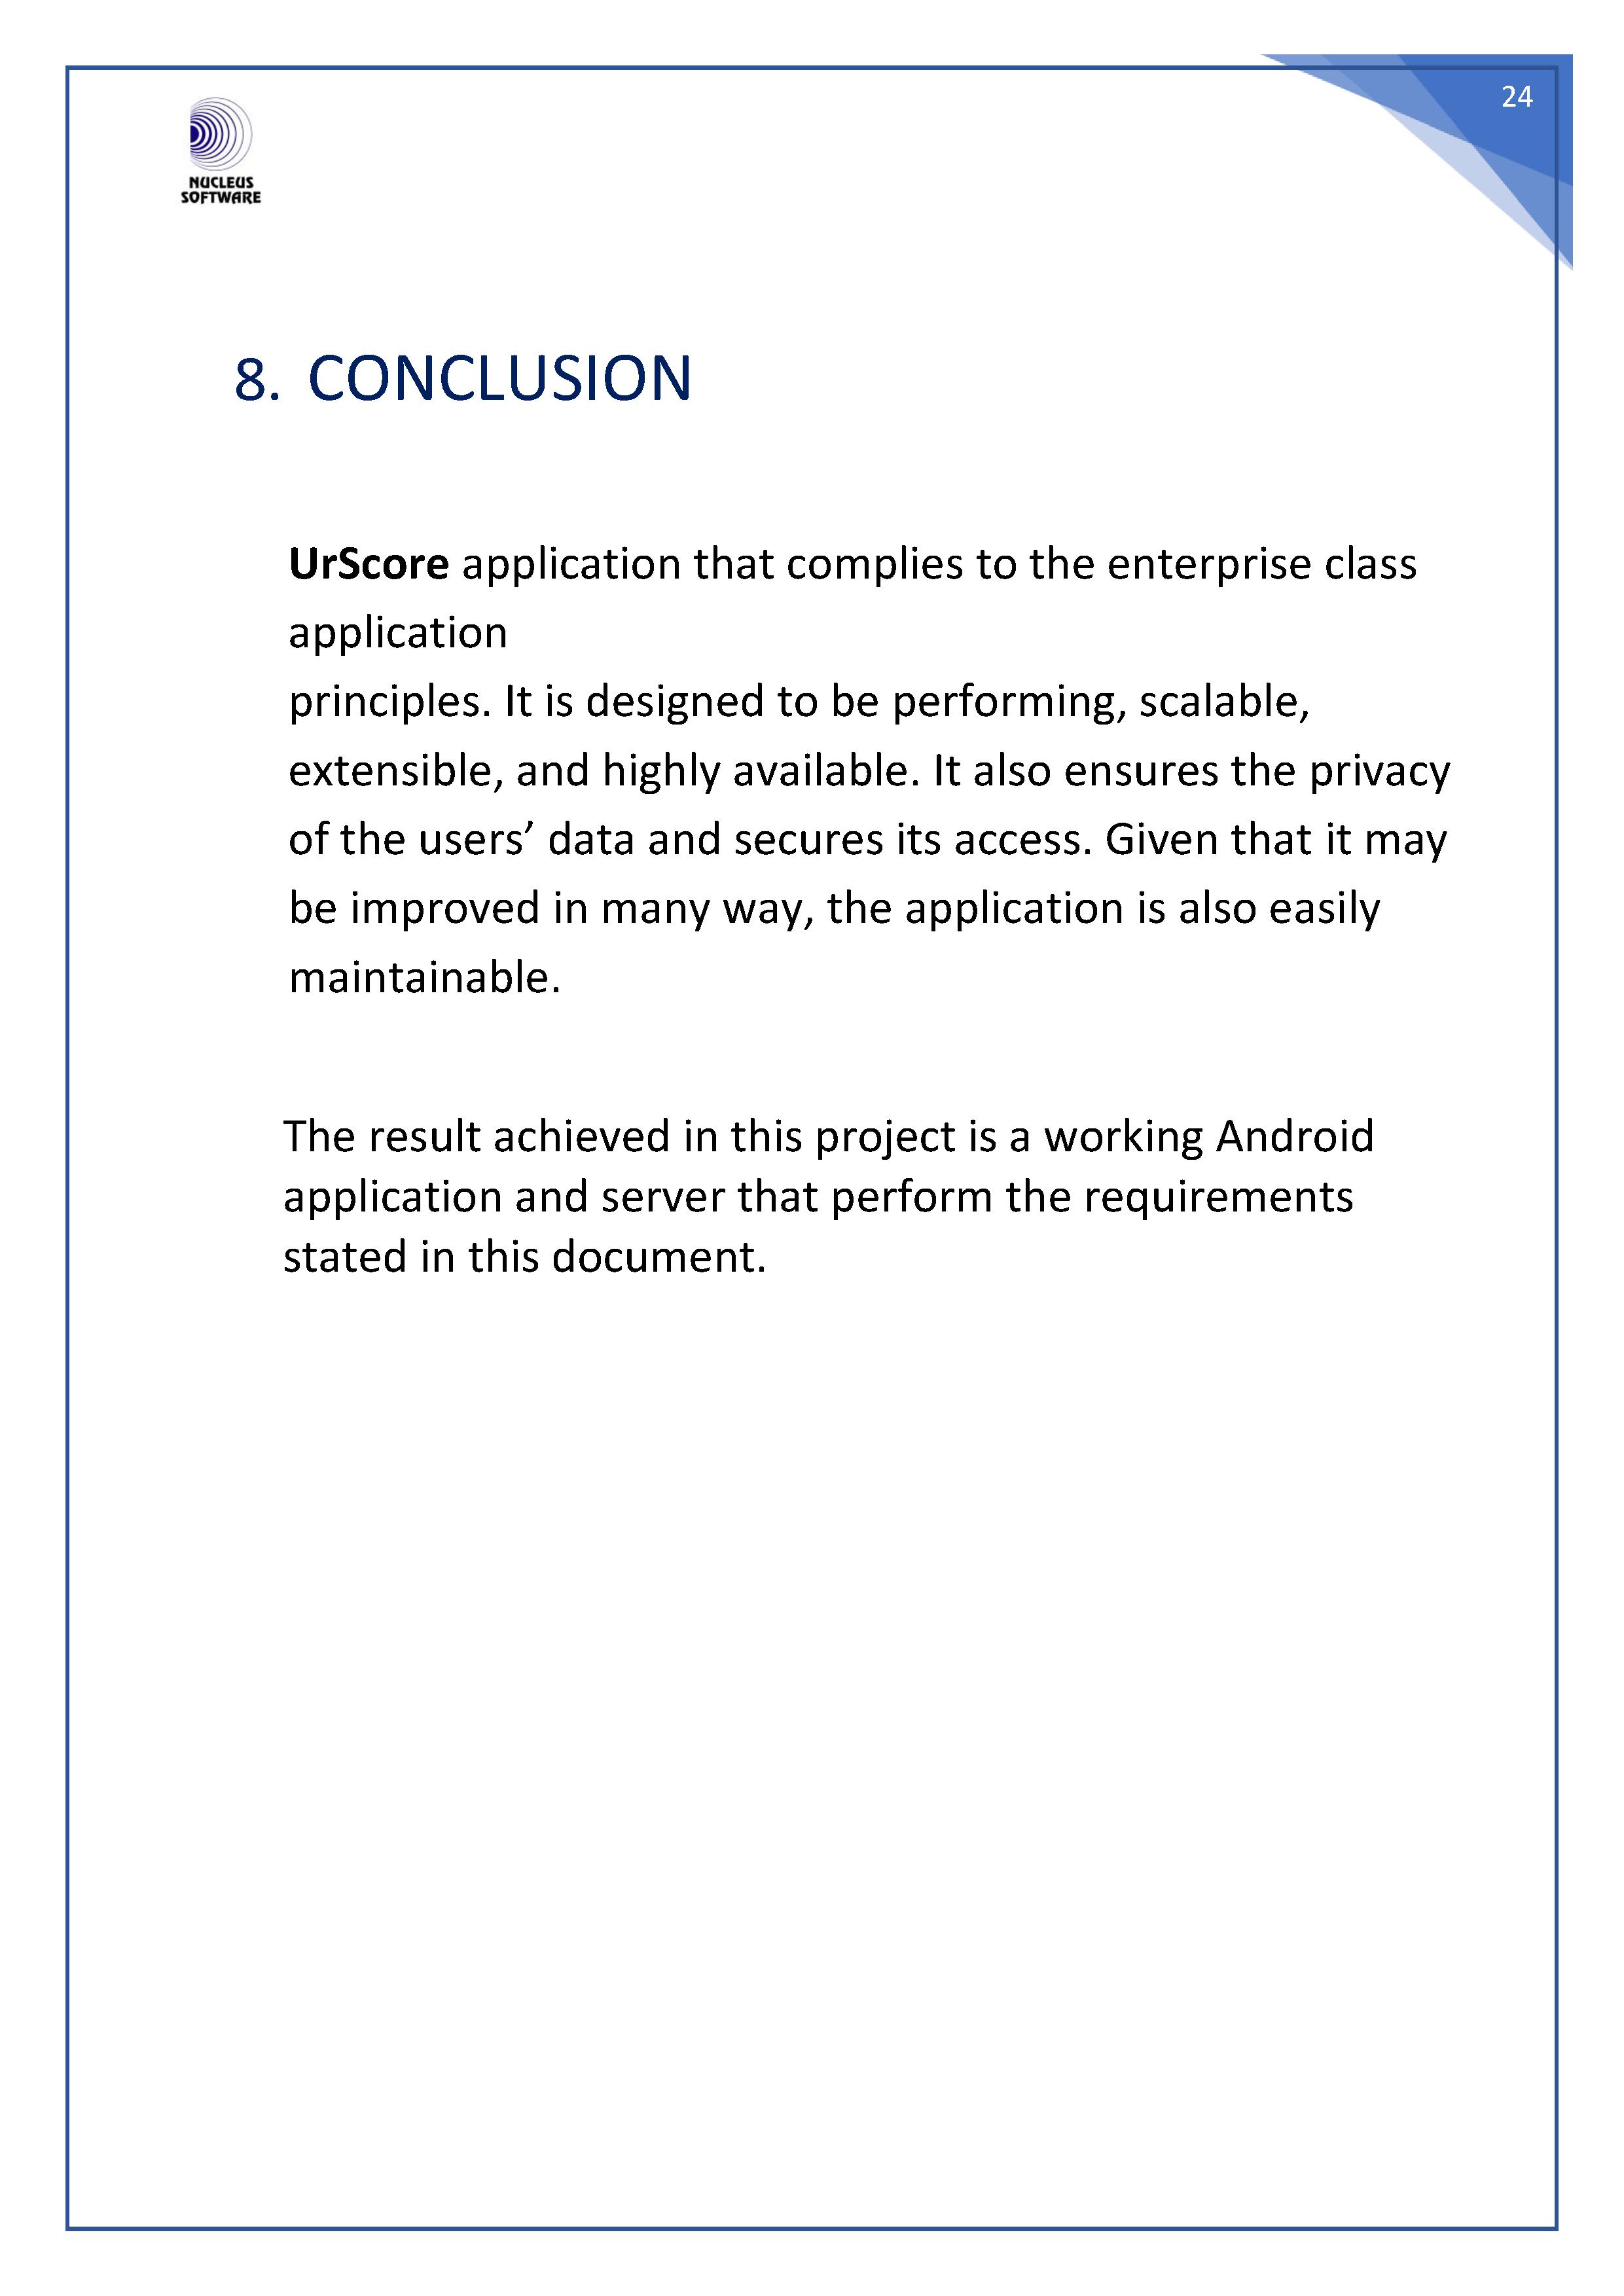 24
NUCLEUS
SOFTWARE
8. CONCLUSION
UrScore application that complies to the enterprise class
application
principles. It is designed to be performing, scalable,
extensible, and highly available. It also ensures the privacy
of the users’ data and secures its access. Given that it may
be improved in many way, the application is also easily
maintainable.
The result achieved in this project is a working Android
application and server that perform the requirements
stated in this document.